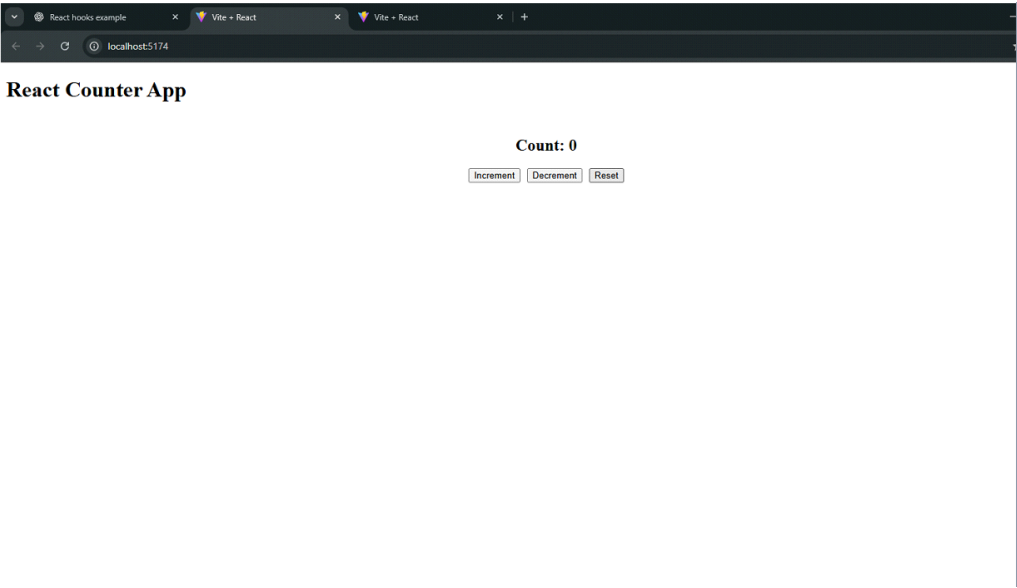 React hooks example
Vite + React
Vite + React
localhost:5174
React Counter App
Count: 0
Increment Decrement Reset